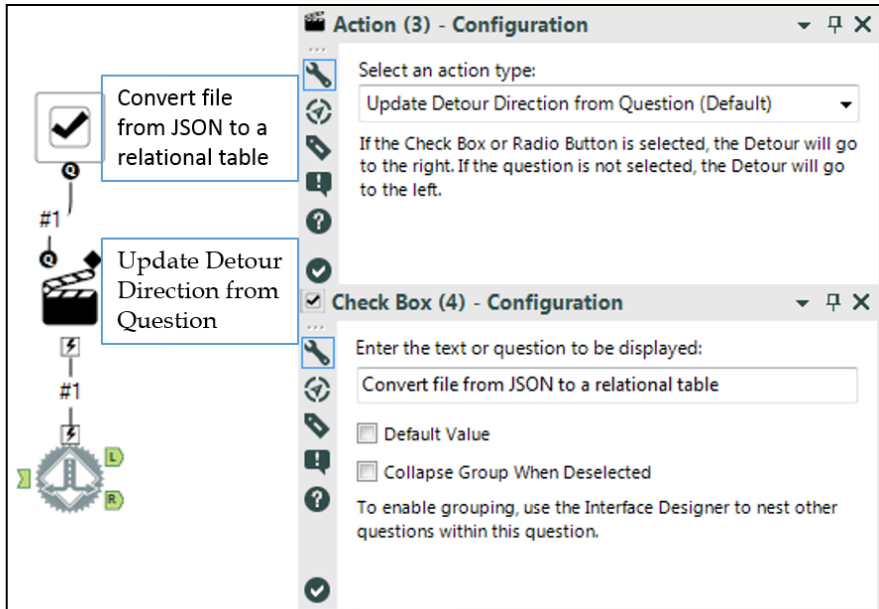 Convert file
from JSON to a
relational table
Q
#1
Q
Update Detour
Direction from
Question
#1
L
R
Action (3) - Configuration
Select an action type:
Update Detour Direction from Question (Default)
If the Check Box or Radio Button is selected, the Detour will go
to the right. If the question is not selected, the Detour will go
to the left.
Check Box (4) - Configuration
Enter the text or question to be displayed:
Convert file from JSON to a relational table
Default Value
Collapse Group When Deselected
To enable grouping, use the Interface Designer to nest other
questions within this question.